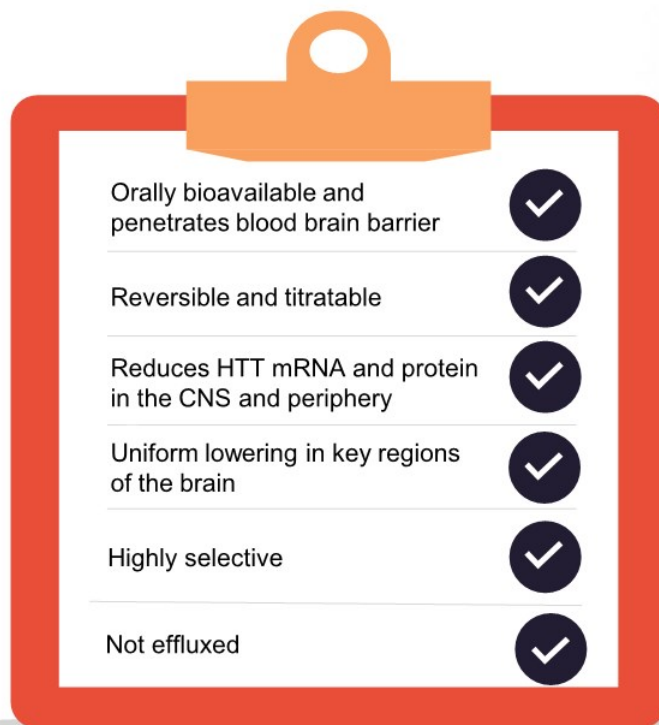 Orally bioavailable and
penetrates blood brain barrier
Reversible and titratable
Reduces HTT mRNA and protein
in the CNS and periphery
Uniform lowering in key regions
of the brain
Highly selective
Not effluxed